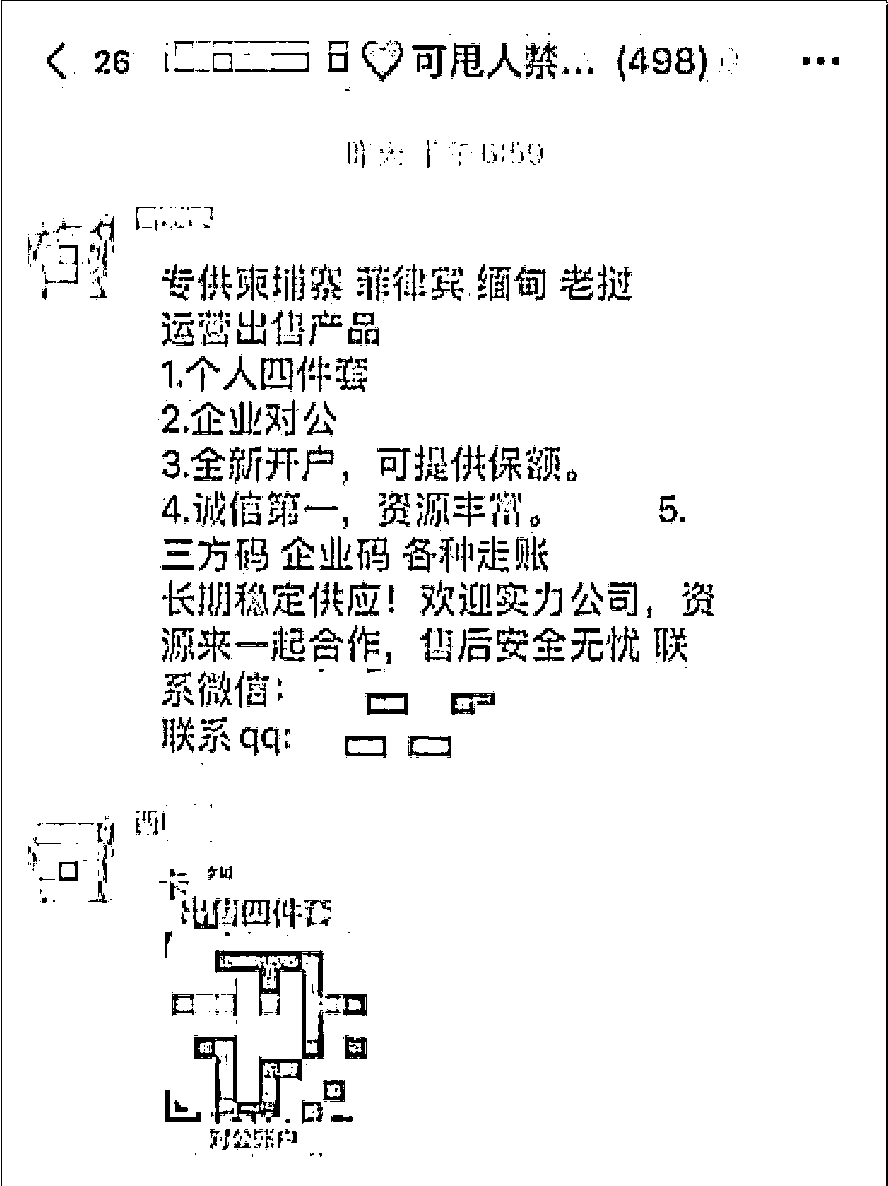 26 ♡可甩人禁... (498)
昨天 下午6:59
专供柬埔寨 菲律宾 缅甸 老挝
运营出售产品
1.个人四件套
2.企业对公
3.全新开户，可提供保额。
4.诚信第一，资源丰富。 5.
三方码 企业码 各种走账
长期稳定供应！欢迎实力公司，资
源来一起合作，售后安全无忧 联
系微信：
联系qq:
西
卡
出售四件套
对公账户